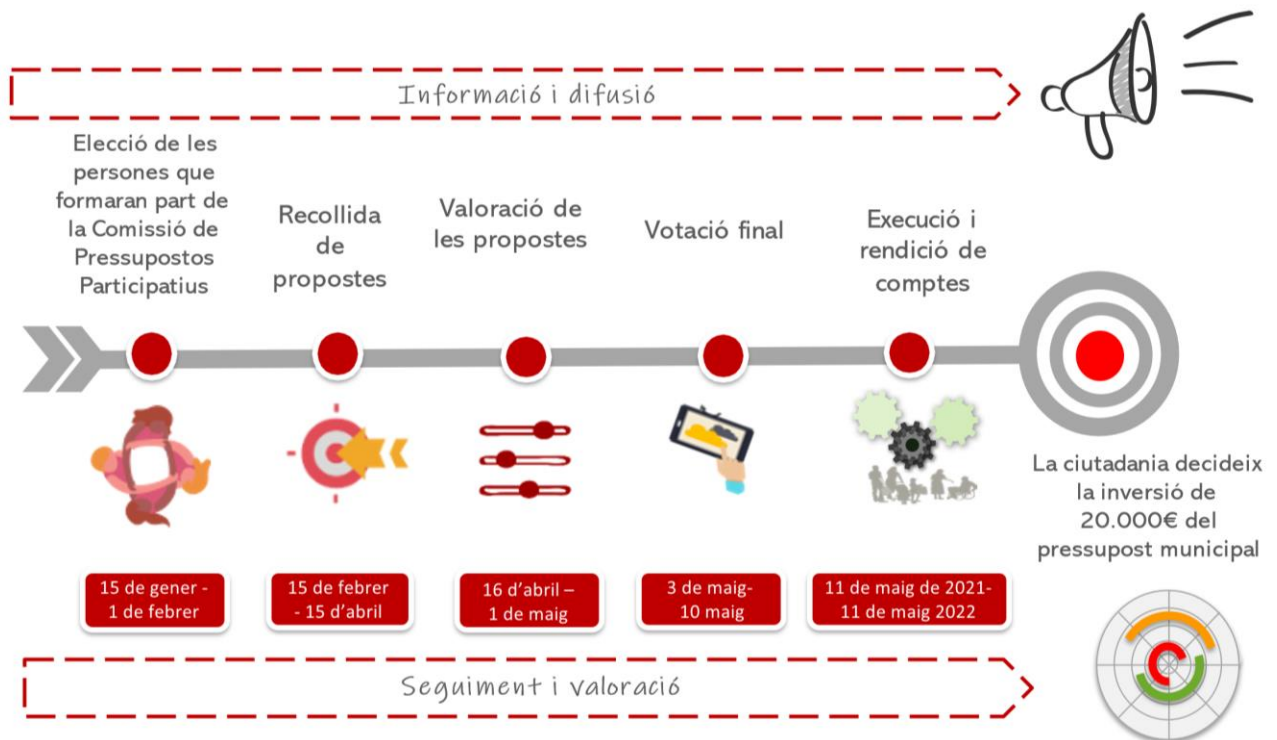 Informació i difusió
Elecció de les
persones que
formaran part de
la Comissió de
Pressupostos
Participatius
Recollida
de
propostes
Valoració de
les propostes
Votació final
Execució i
rendició de
comptes
La ciutadania decideix
la inversió de
20.000€ del
pressupost municipal
15 de gener -
1 de febrer
15 de febrer
- 15 d’abril
16 d’abril –
1 de maig
3 de maig-
10 maig
11 de maig de 2021-
11 de maig 2022
Seguiment i valoració